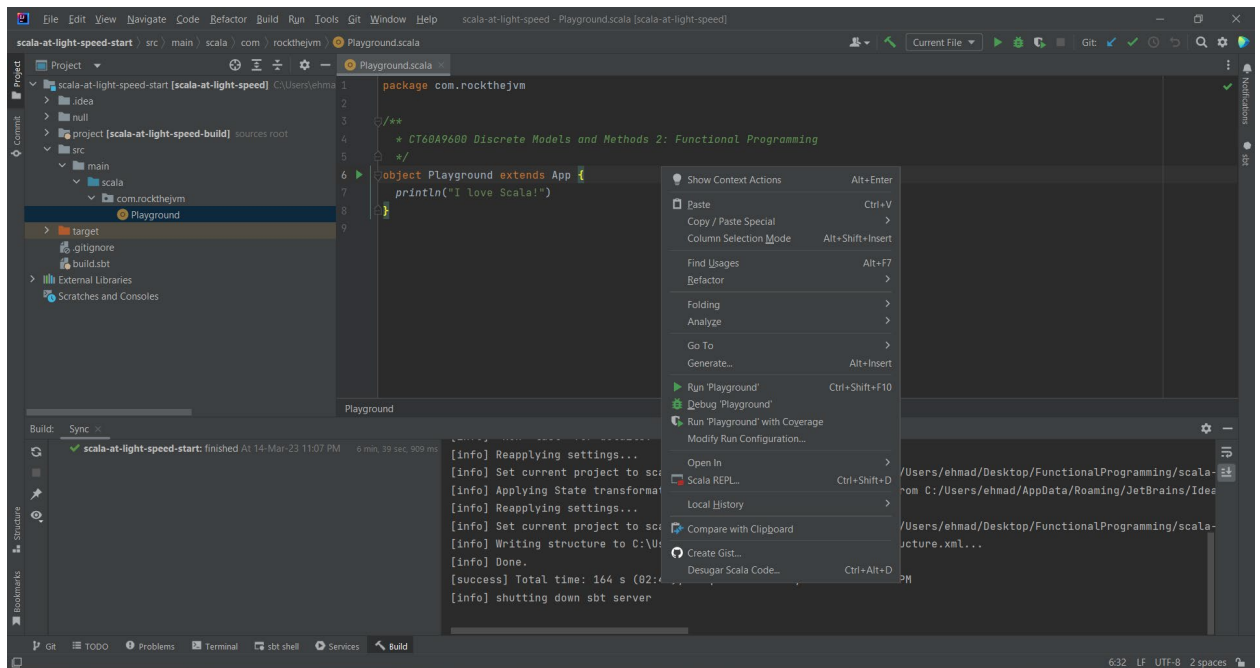 File Edit View Navigate Code Refactor Build Run Tools Git Window Help scala-at-light-speed - Playground.scala [scala-at-light-speed]
scala-at-light-speed-start src main scala com rockthejvm Playground.scala Current File Git:
Project
Playground.scala
scala-at-light-speed-start [scala-at-light-speed] C:\Users\ehma
.idea
null
project [scala-at-light-speed-build] sources root
src
main
scala
com.rockthejvm
Playground
target
.gitignore
build.sbt
External Libraries
Scratches and Consoles
1 package com.rockthejvm
2
3 /**
4 * CT60A9600 Discrete Models and Methods 2: Functional Programming
5 */
6 object Playground extends App {
7 println("I love Scala!")
8 }
9
Playground
Show Context Actions Alt+Enter
Paste Ctrl+V
Copy / Paste Special
Column Selection Mode Alt+Shift+Insert
Find Usages Alt+F7
Refactor
Folding
Analyze
Go To
Generate... Alt+Insert
Run 'Playground' Ctrl+Shift+F10
Debug 'Playground'
Run 'Playground' with Coverage
Modify Run Configuration...
Open In
Scala REPL... Ctrl+Shift+D
Local History
Compare with Clipboard
Create Gist...
Desugar Scala Code... Ctrl+Alt+D
Build: Sync
scala-at-light-speed-start: finished At 14-Mar-23 11:07 PM 6 min, 39 sec, 909 ms
[info] Reapplying settings...
[info] Set current project to sca /Users/ehmad/Desktop/FunctionalProgramming/scala-
[info] Applying State transformat rom C:/Users/ehmad/AppData/Roaming/JetBrains/Idea
[info] Reapplying settings...
[info] Set current project to sca /Users/ehmad/Desktop/FunctionalProgramming/scala-
[info] Writing structure to C:\Us ucture.xml...
[info] Done.
[success] Total time: 164 s (02:4 PM
[info] shutting down sbt server
Project
Commit
Structure
Bookmarks
Notifications
sbt
Git TODO Problems Terminal sbt shell Services Build
6:32 LF UTF-8 2 spaces